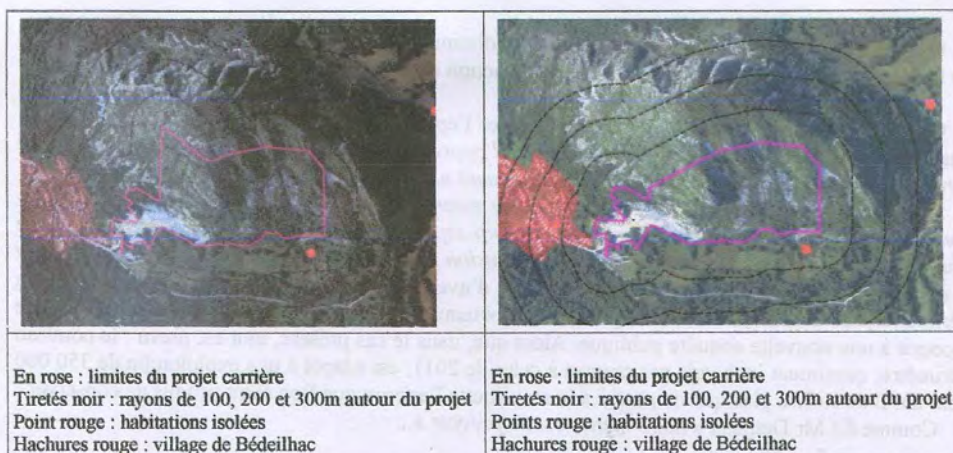 En rose : limites du projet carrière
Tiretés noir : rayons de 100, 200 et 300m autour du projet
Point rouge : habitations isolées
Hachures rouge : village de Bédeilhac
En rose : limites du projet carrière
Tiretés noir : rayons de 100, 200 et 300m autour du projet
Points rouge : habitations isolées
Hachures rouge : village de Bédeilhac